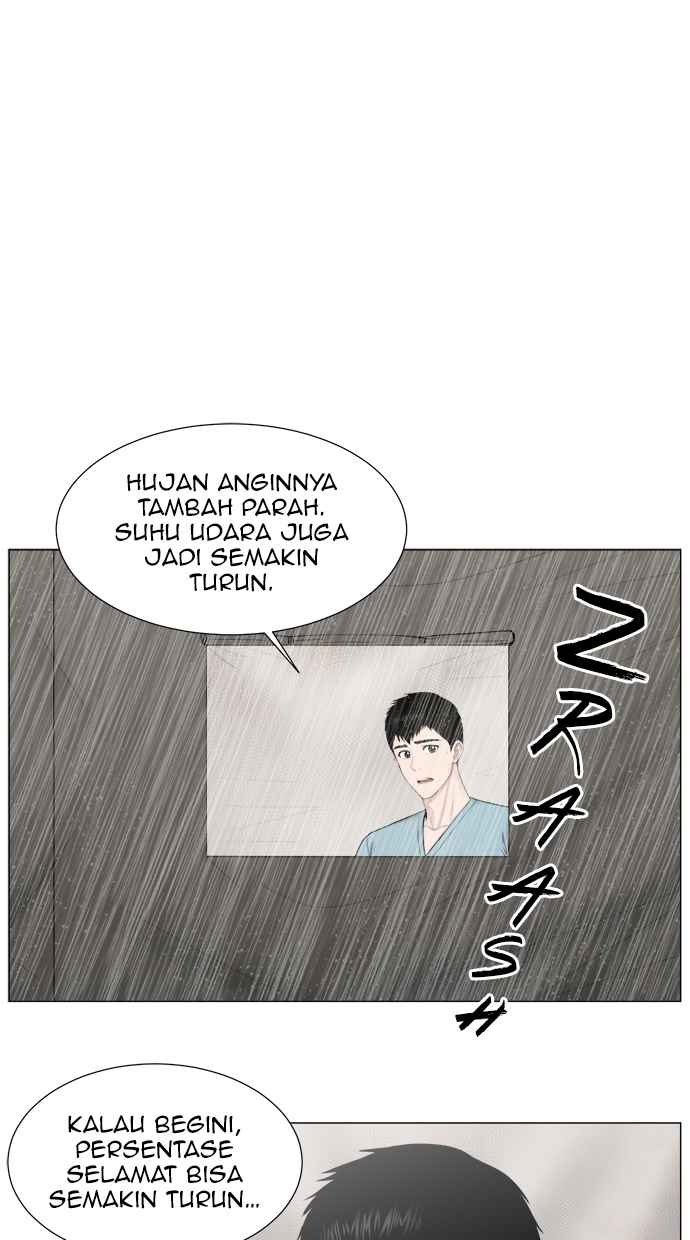 HUJAN ANGINNYA
TAMBAH PARAH.
SUHU UDARA JUGA
JADI SEMAKIN
TURUN.
ZRAASH
KALAU BEGINI,
PERSENTASE
SELAMAT BISA
SEMAKIN TURUN...